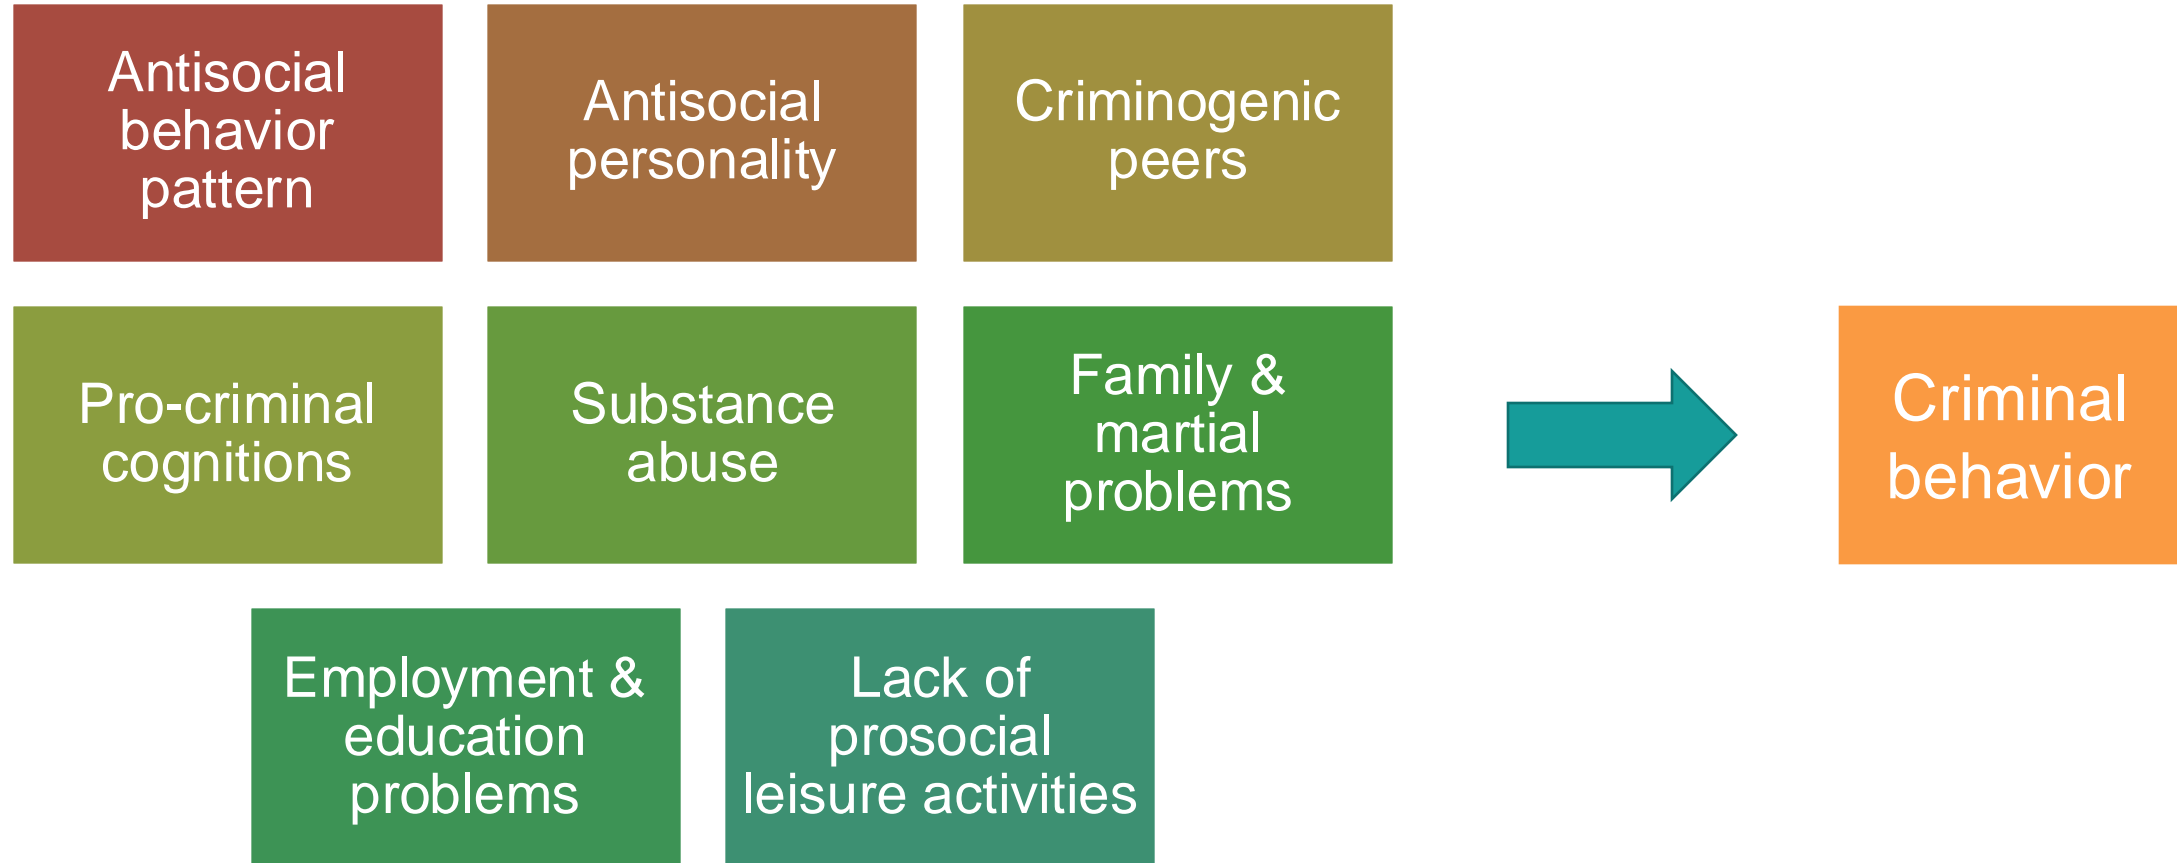 Antisocial
behavior
pattern
Antisocial
personality
Criminogenic
peers
Pro-criminal
cognitions
Substance
abuse
Family &
martial
problems
Criminal
behavior
Employment &
education
problems
Lack of
prosocial
leisure activities